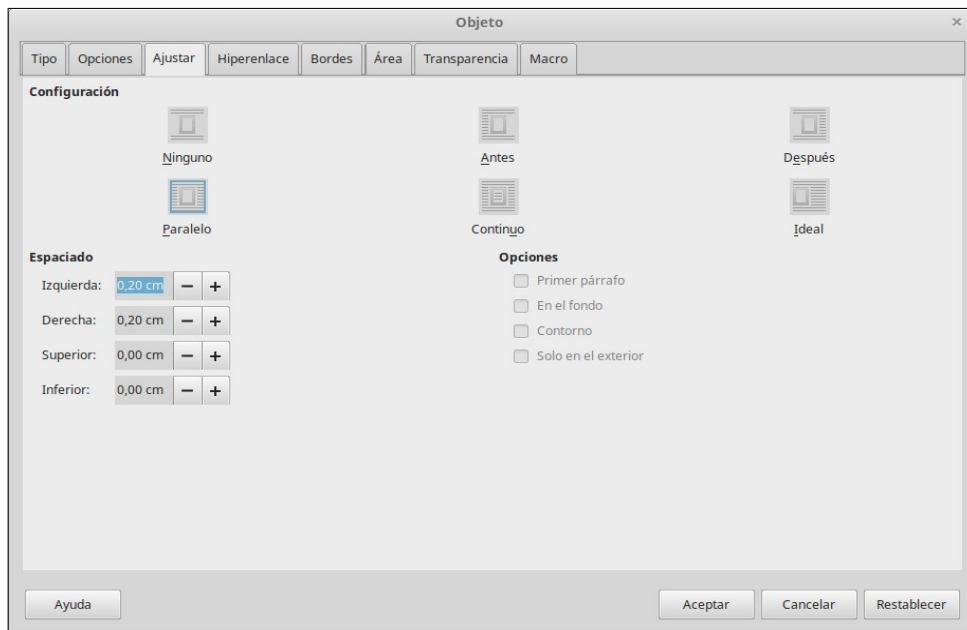 Objeto
Tipo Opciones Ajustar Hiperenlace Bordes Área Transparencia Macro
Configuración
Ninguno Antes Después
Paralelo Continuo Ideal
Espaciado Opciones
Izquierda: 0,20 cm − + Primer párrafo
Derecha: 0,20 cm − + En el fondo
Superior: 0,00 cm − + Contorno
Inferior: 0,00 cm − + Solo en el exterior
Ayuda Aceptar Cancelar Restablecer